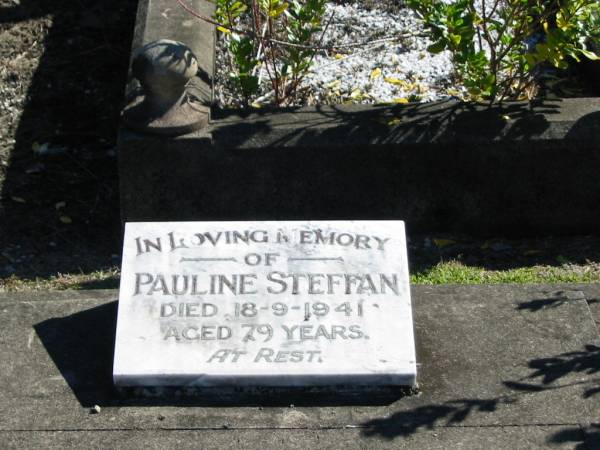 IN LOVING MEMORY
OF
PAULINE STEFFAN
DIED 18-9-1941
AGED 79 YEARS.
AT REST.